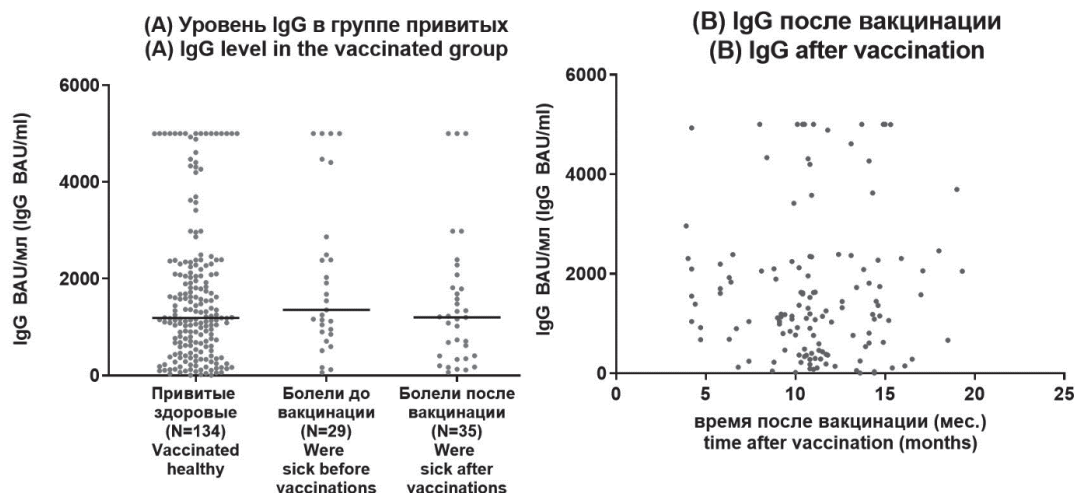 (A) Уровень IgG в группе привитых
(A) IgG level in the vaccinated group
IgG BAU/мл (IgG BAU/ml)
6000
4000
2000
0
Привитые
здоровые
(N=134)
Vaccinated
healthy
Болели до
вакцинации
(N=29)
Were
sick before
vaccinations
Болели после
вакцинации
(N=35)
Were
sick after
vaccinations
(B) IgG после вакцинации
(B) IgG after vaccination
IgG BAU/мл (IgG BAU/ml)
6000
4000
2000
0
0 5 10 15 20 25
время после вакцинации (мес.)
time after vaccination (months)